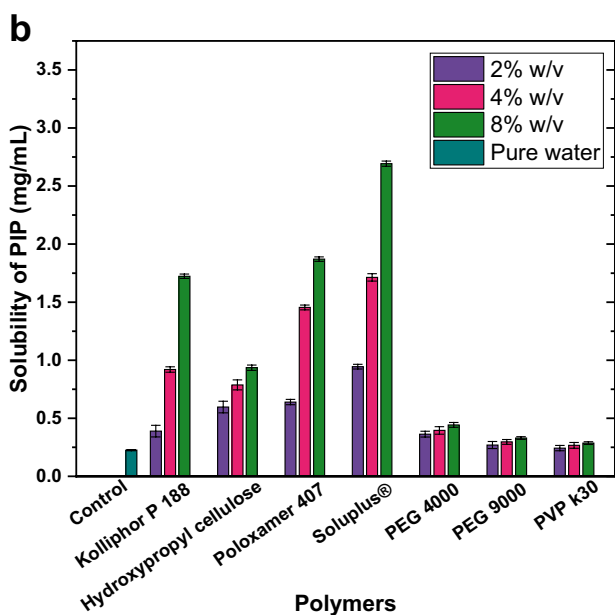 b
3.5
3.0
2.5
2.0
1.5
1.0
0.5
0.0
Solubility of PIP (mg/mL)
2% w/v
4% w/v
8% w/v
Pure water
Control
Kolliphor P 188
Hydroxypropyl cellulose
Poloxamer 407
Soluplus®
PEG 4000
PEG 9000
PVP k30
Polymers